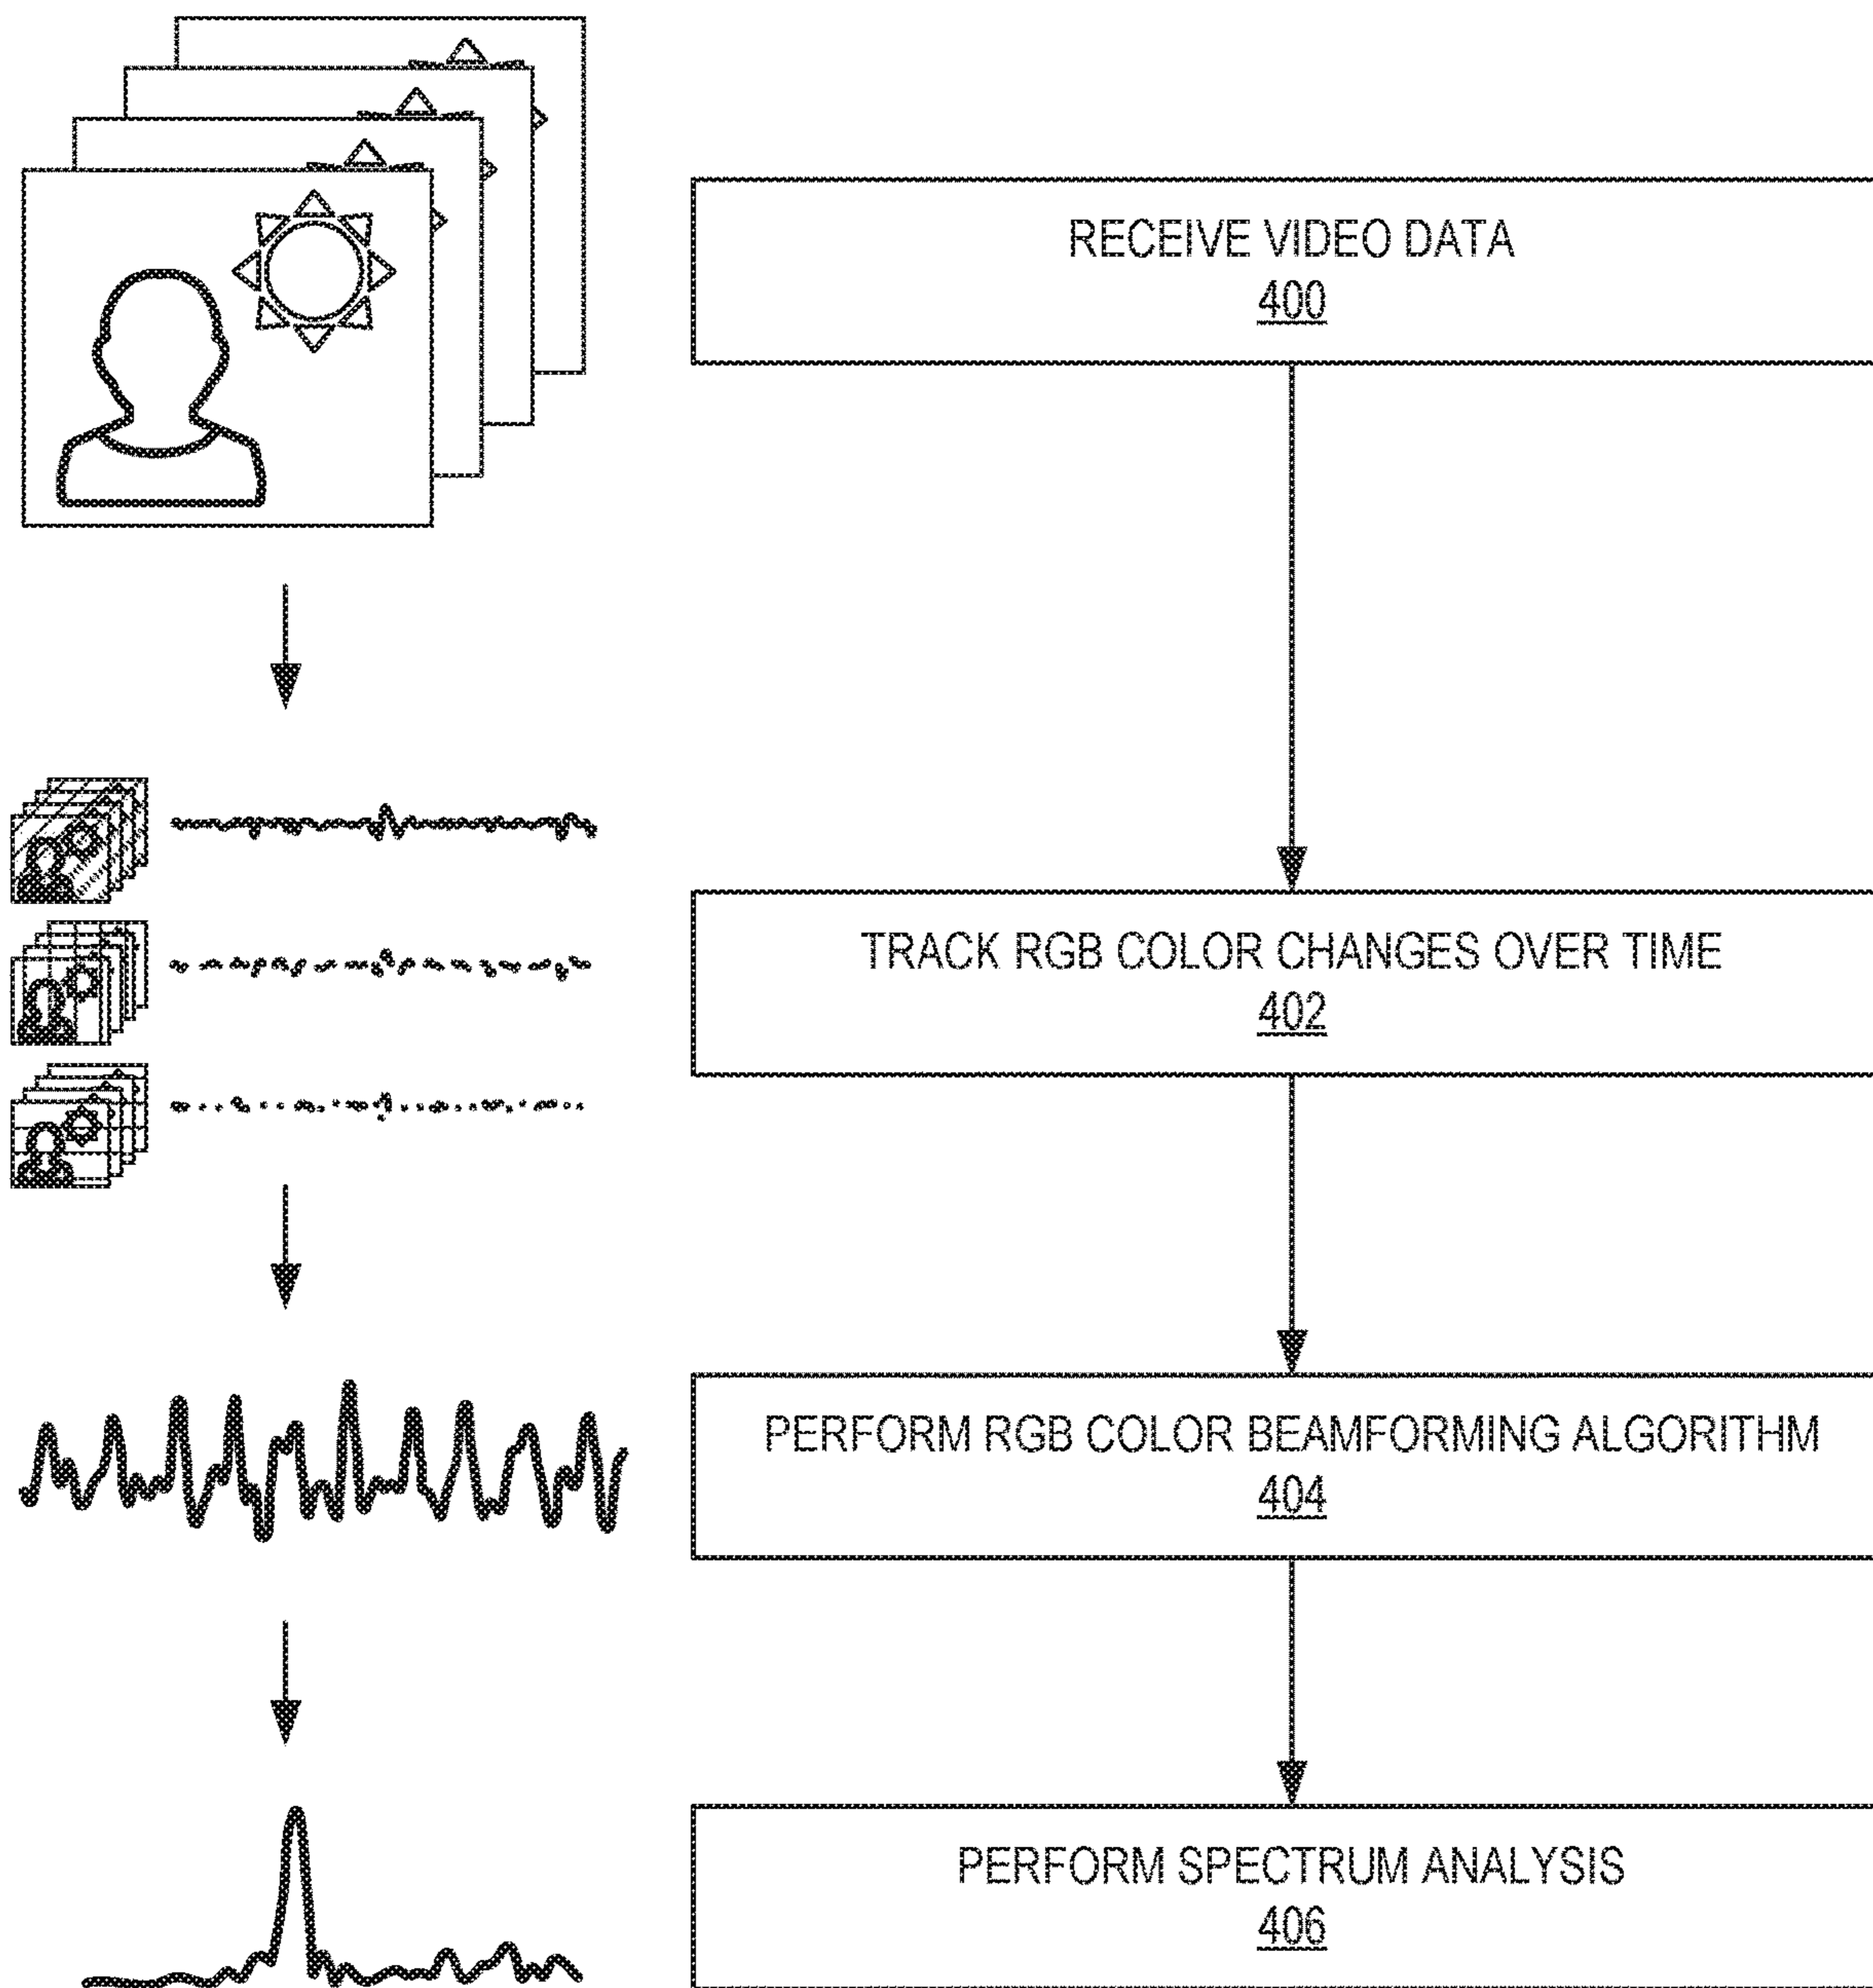 RECEIVE VIDEO DATA
400
TRACK RGB COLOR CHANGES OVER TIME
402
PERFORM RGB COLOR BEAMFORMING ALGORITHM
404
PERFORM SPECTRUM ANALYSIS
406